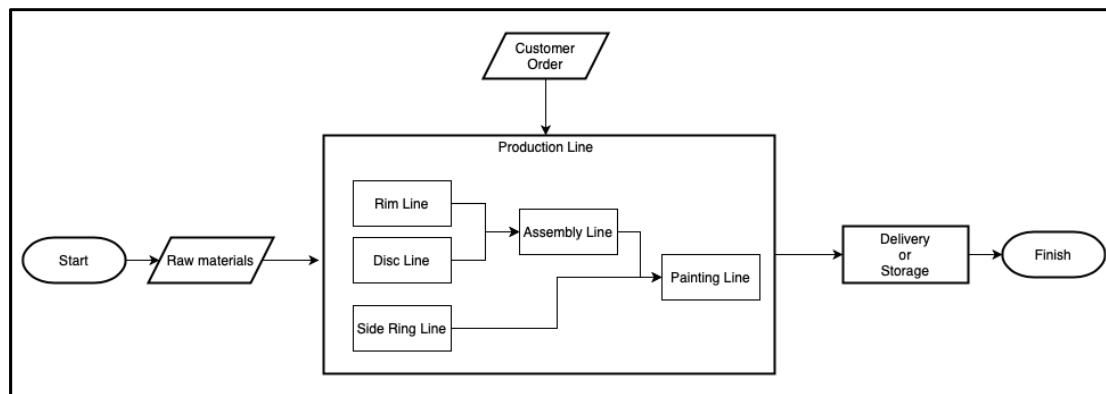 Customer
Order
Production Line
Rim Line
Assembly Line
Disc Line
Side Ring Line
Painting Line
Start
Raw materials
Delivery
or
Storage
Finish